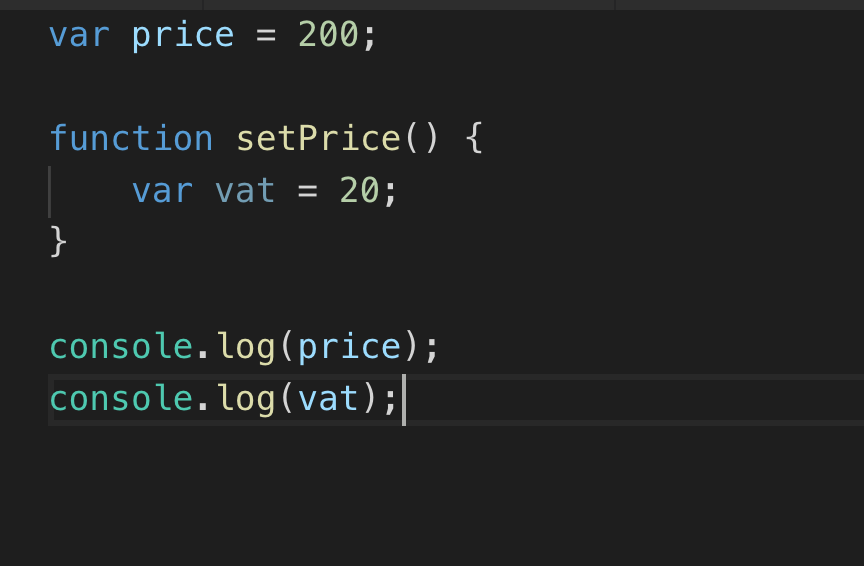 var price = 200;
function setPrice() {
    var vat = 20;
}
console.log(price);
console.log(vat);